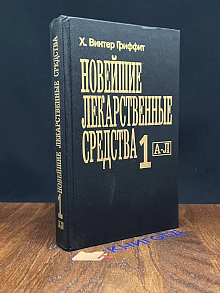 Х. Винтер Гриффит
НОВЕЙШИЕ
ЛЕКАРСТВЕННЫЕ
СРЕДСТВА
1
А-Л
НОВЕЙШИЕ ЛЕКАРСТВЕННЫЕ СРЕДСТВА
1
А-Л